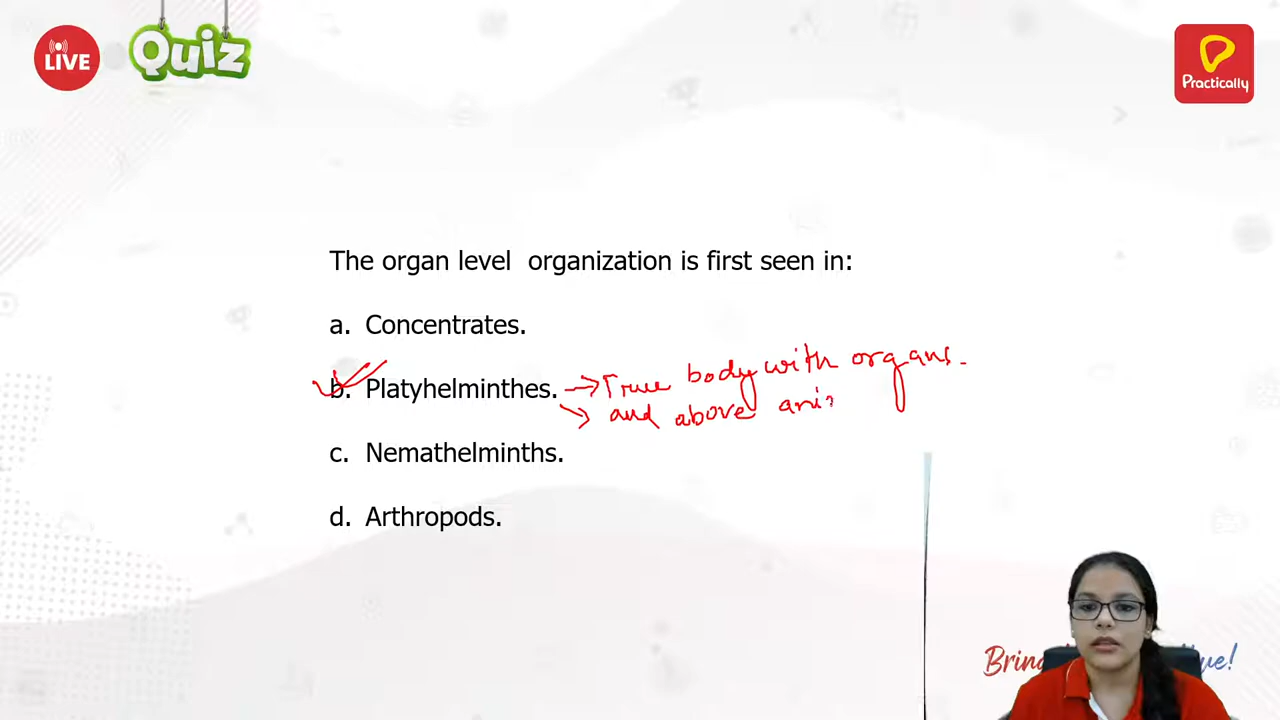 LIVE
Quiz
Practically
The organ level organization is first seen in:
a. Concentrates.
b. Platyhelminthes. → True body with organs.
→ and above ani
c. Nemathelminths.
d. Arthropods.